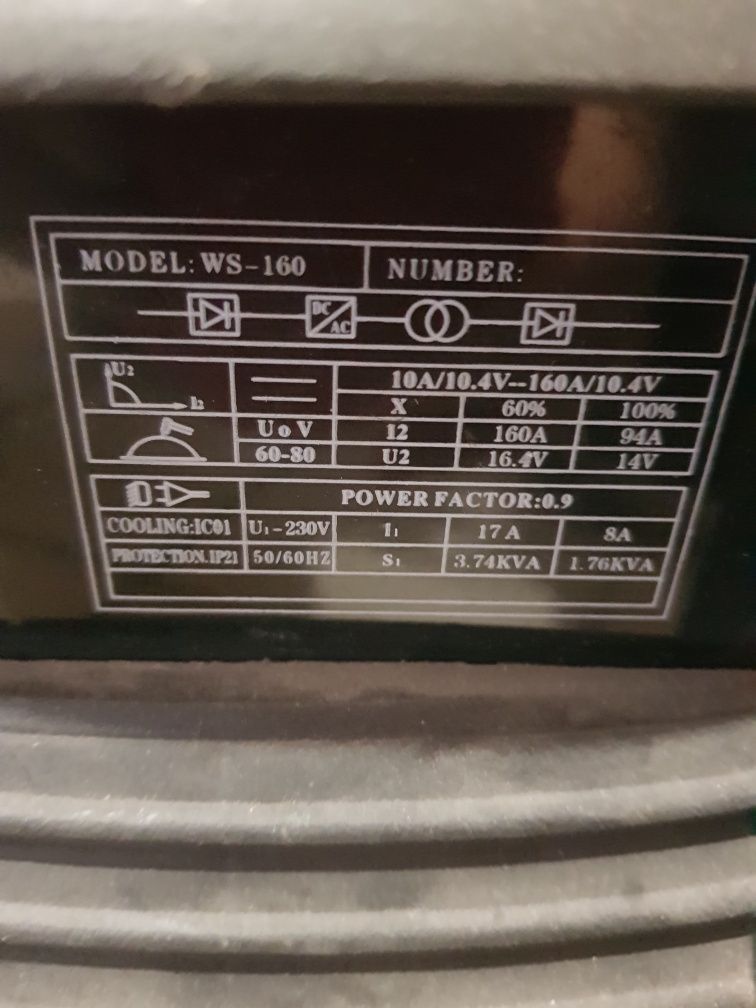 MODEL: WS-160 NUMBER:
DC
AC
U2
I2
10A/10.4V--160A/10.4V
X 60% 100%
UoV I2 160A 94A
60-80 U2 16.4V 14V
POWER FACTOR:0.9
COOLING:IC01 U1-230V I1 17A 8A
PROTECTION.IP21 50/60HZ S1 3.74KVA 1.76KVA